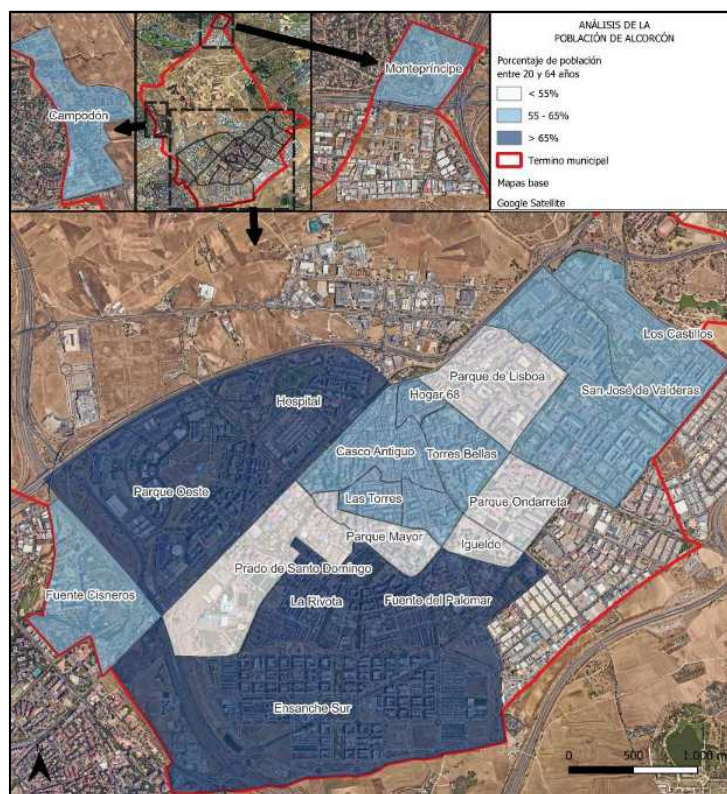 ANÁLISIS DE LA
POBLACIÓN DE ALCORCÓN
Porcentaje de población
entre 20 y 64 años
< 55%
55 - 65%
> 65%
Termino municipal
Mapas base
Google Satellite
Campodón
Montepríncipe
Los Castillos
Parque de Lisboa
San José de Valderas
Hogar 68
Hospital
Casco Antiguo
Torres Bellas
Parque Oeste
Las Torres
Parque Ondarreta
Parque Mayor
Igueldo
Prado de Santo Domingo
Fuente Cisneros
La Rivota
Fuente del Palomar
Ensanche Sur
0 500 1.000 m